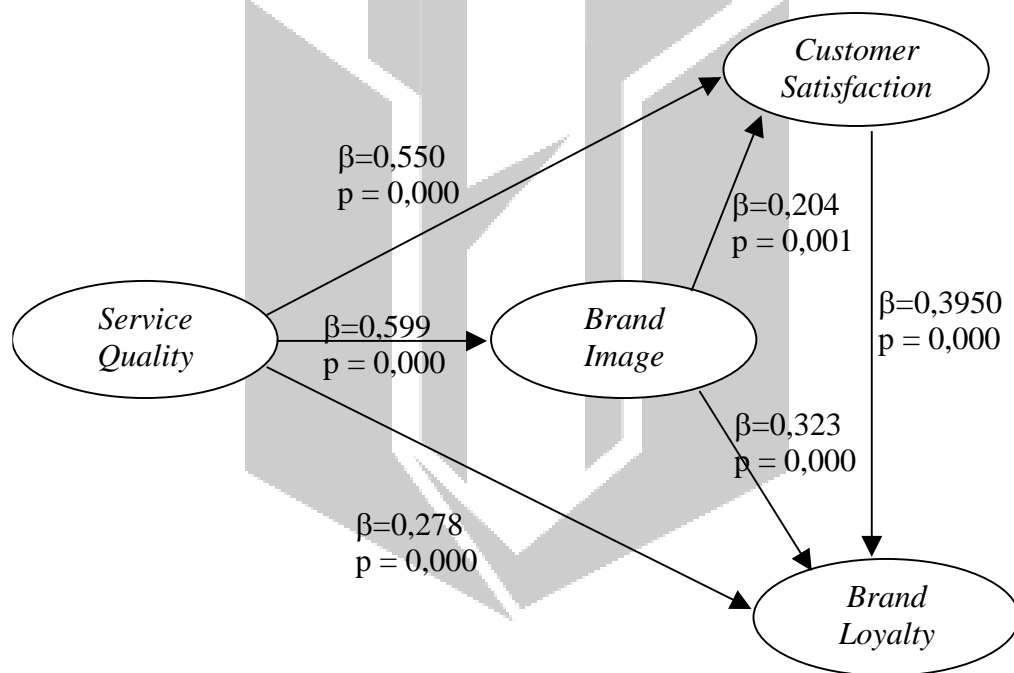 Customer
Satisfaction
β=0,550
p = 0,000
β=0,204
p = 0,001
Service
Quality
β=0,599
p = 0,000
Brand
Image
β=0,3950
p = 0,000
β=0,323
p = 0,000
β=0,278
p = 0,000
Brand
Loyalty